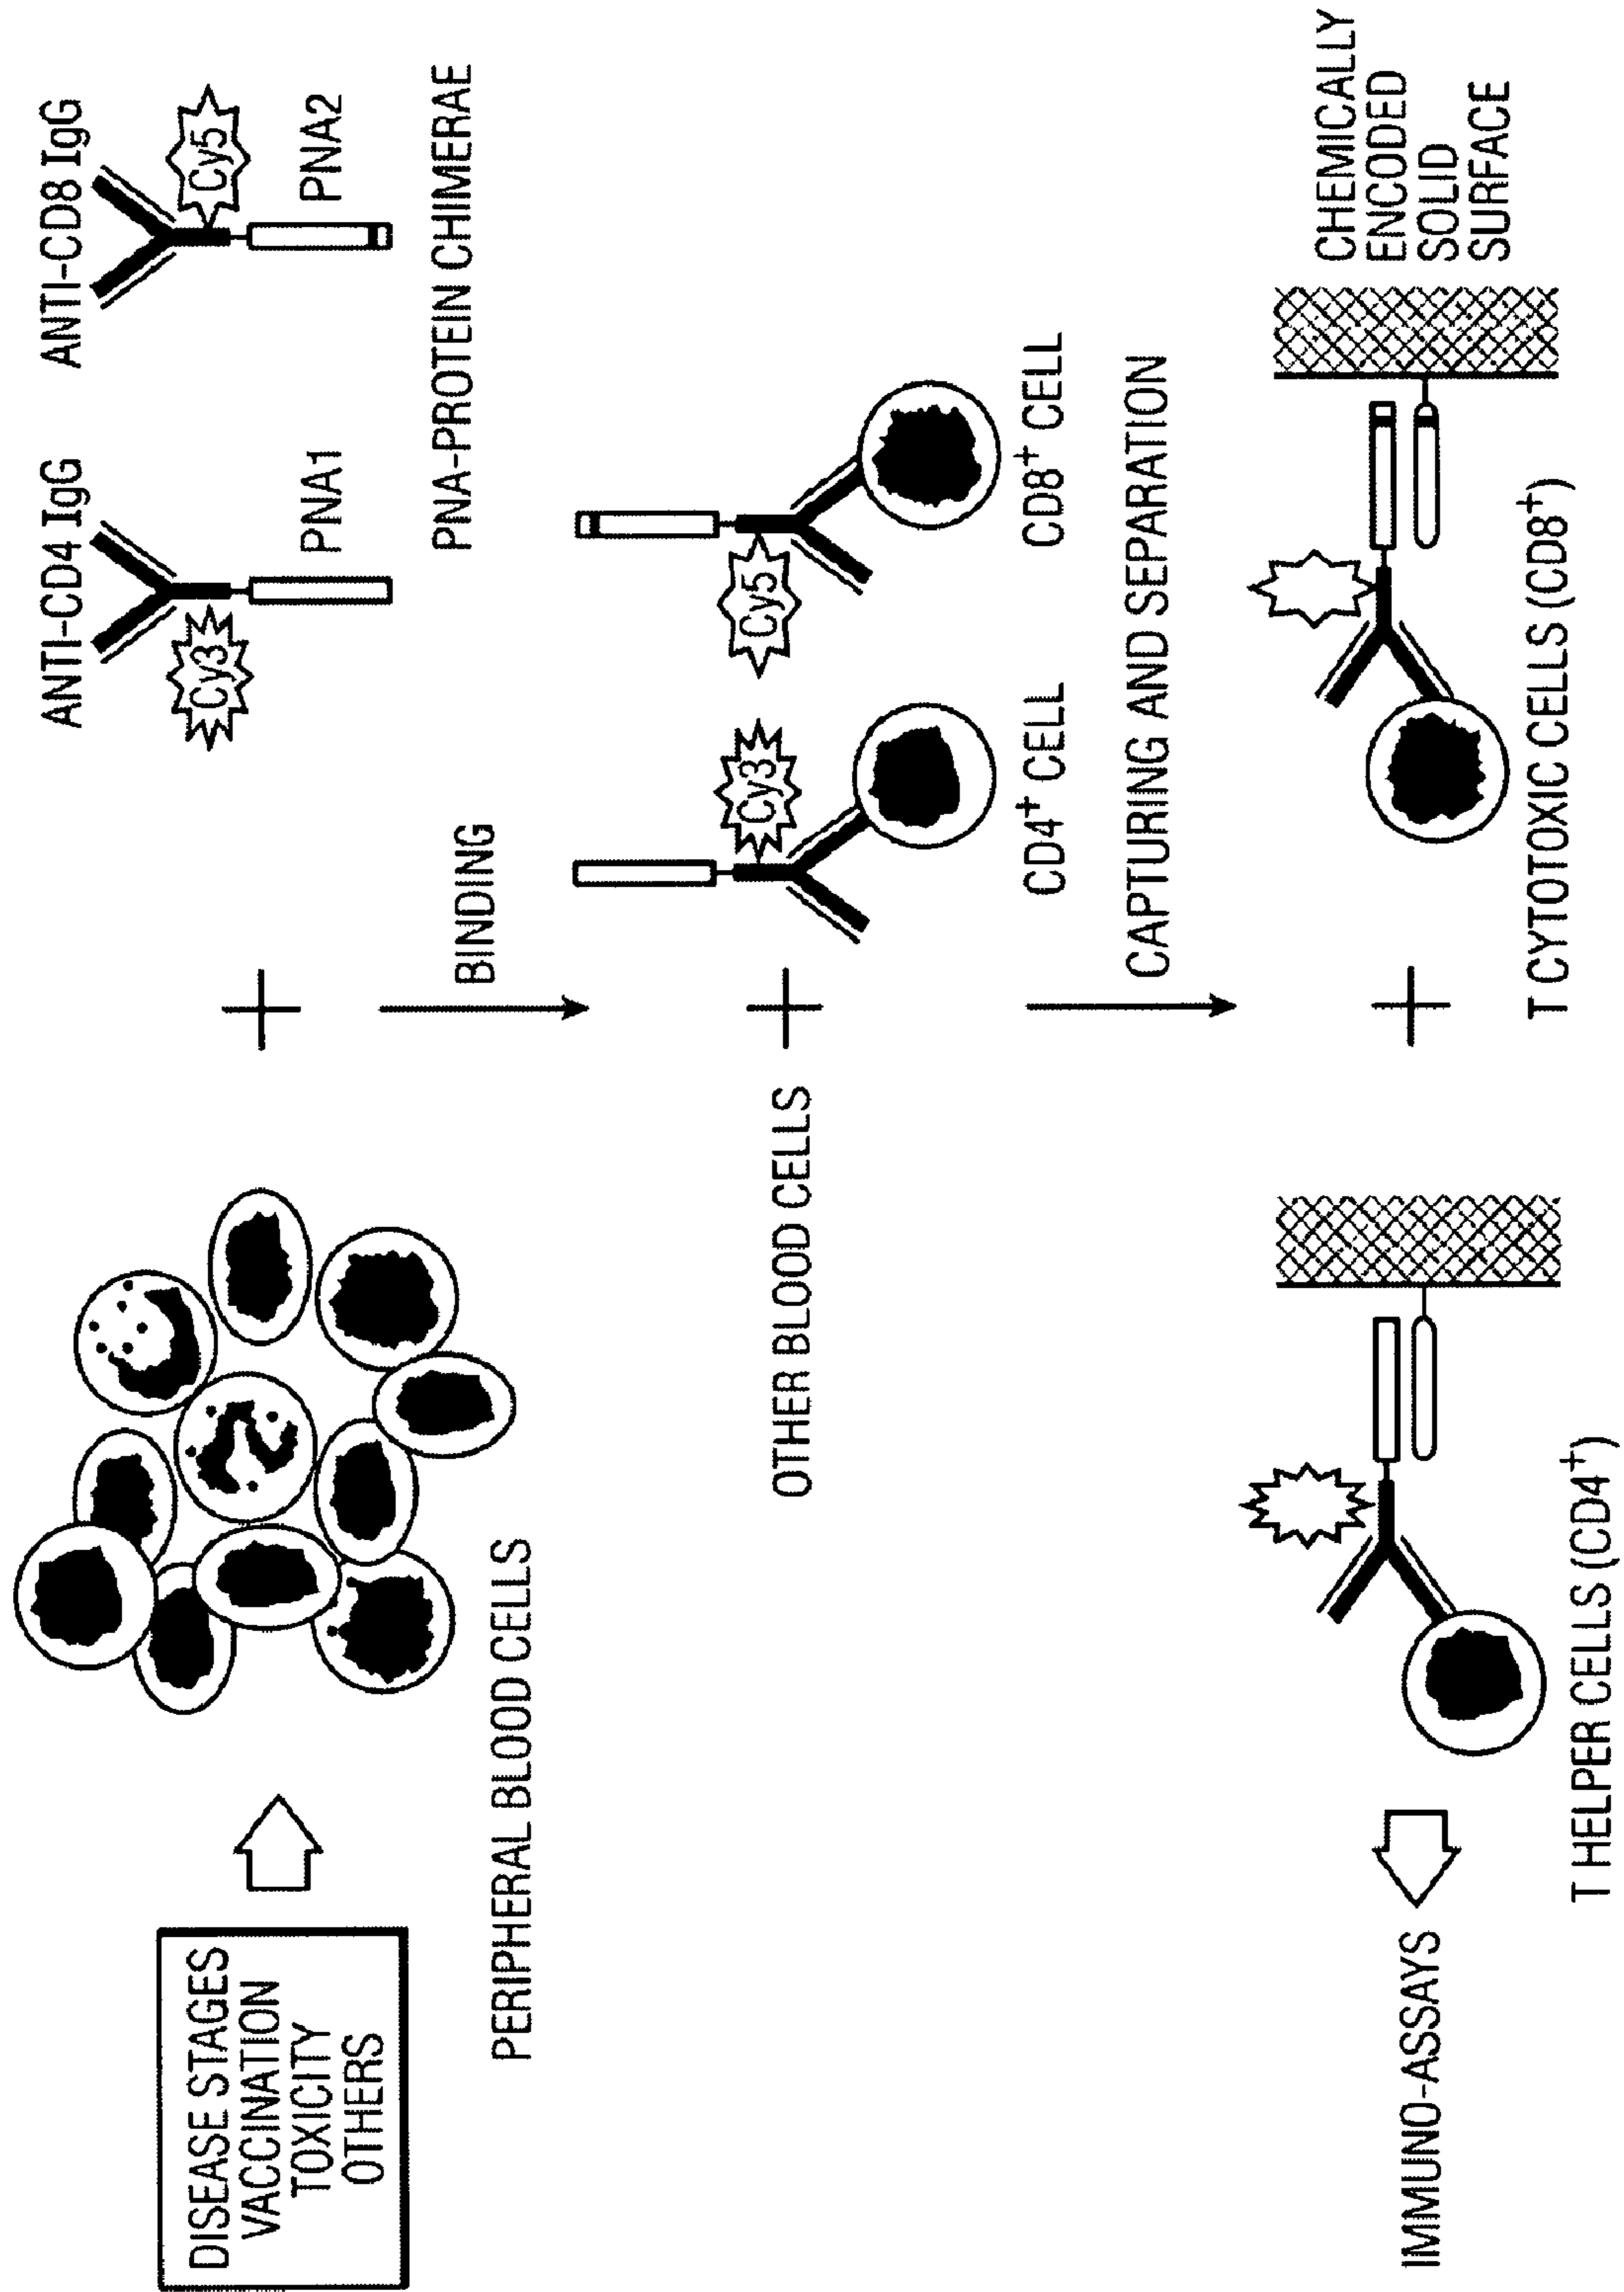 DISEASE STAGES
VACCINATION
TOXICITY
OTHERS
PERIPHERAL BLOOD CELLS
ANTI-CD4 IgG
Cy3
PNA1
ANTI-CD8 IgG
Cy5
PNA2
PNA-PROTEIN CHIMERAE
BINDING
OTHER BLOOD CELLS
Cy3
CD4+ CELL
Cy5
CD8+ CELL
CAPTURING AND SEPARATION
IMMUNO-ASSAYS
T HELPER CELLS (CD4+)
T CYTOTOXIC CELLS (CD8+)
CHEMICALLY
ENCODED
SOLID
SURFACE